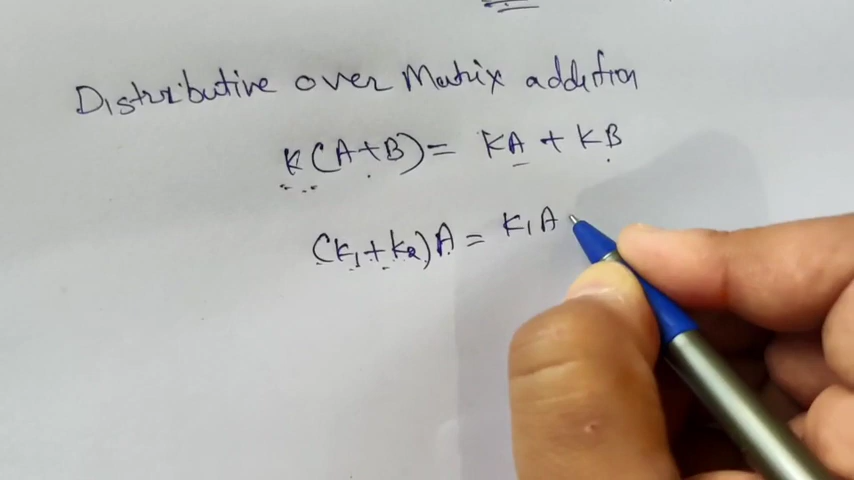 Distributive over Matrix addition
K(A+B)= KA + KB
(K₁+K₂)A = K₁A